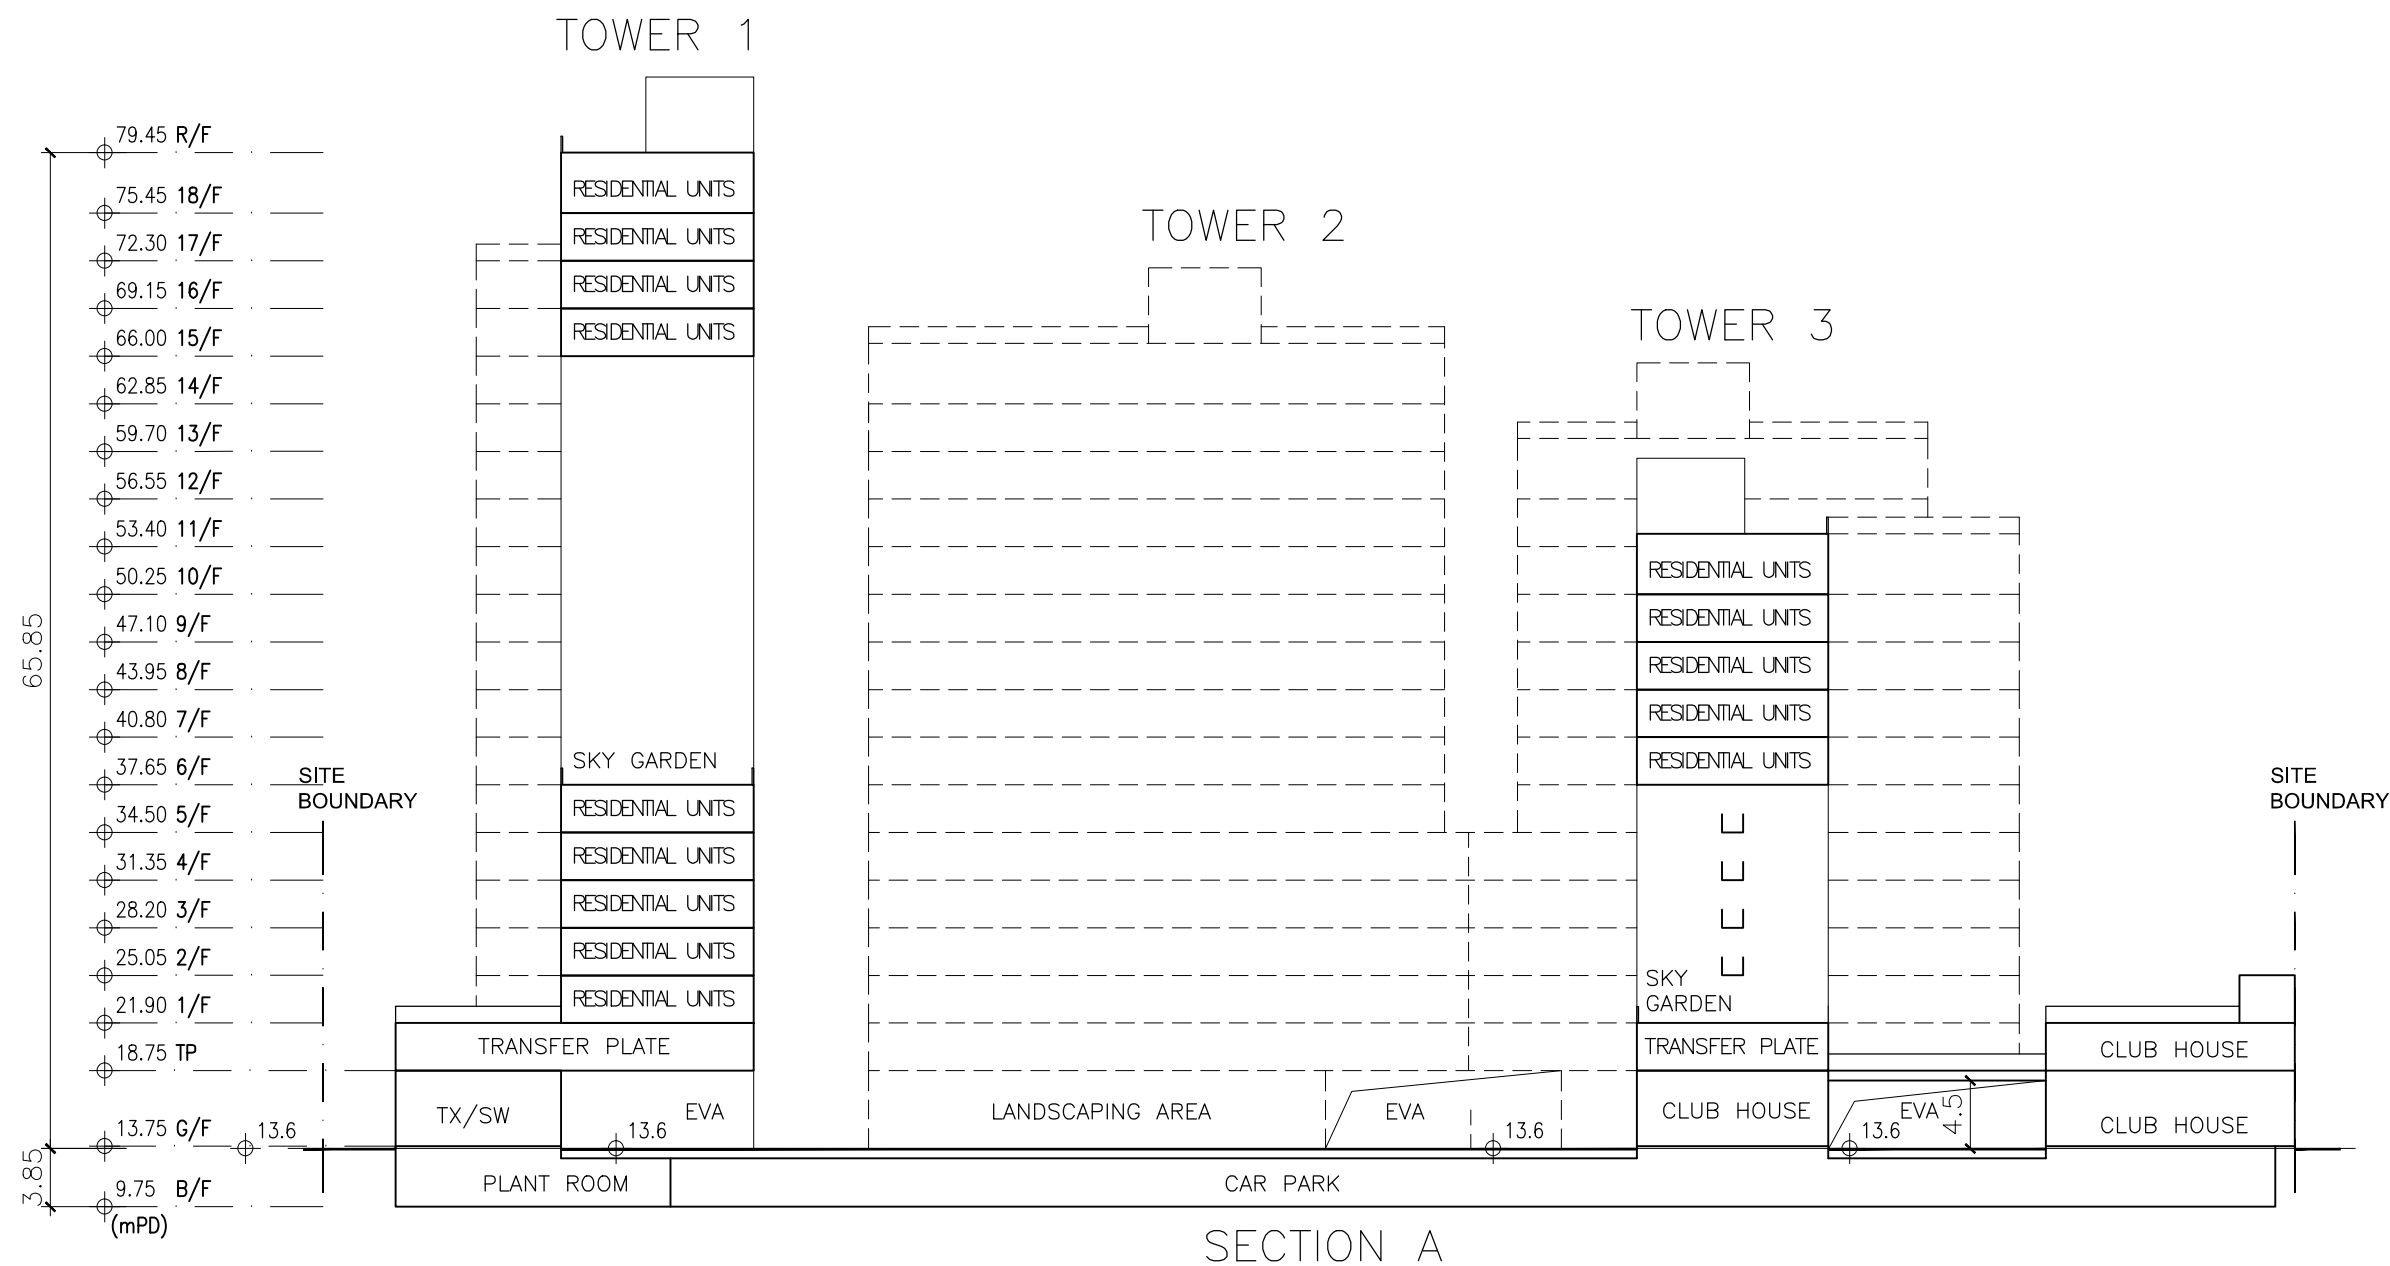 TOWER 1
79.45 R/F
RESIDENTIAL UNITS
75.45 18/F
TOWER 2
72.30 17/F
RESIDENTIAL UNITS
69.15 16/F
RESIDENTIAL UNITS
TOWER 3
66.00 15/F
RESIDENTIAL UNITS
62.85 14/F
59.70 13/F
56.55 12/F
53.40 11/F
50.25 10/F
RESIDENTIAL UNITS
47.10 9/F
RESIDENTIAL UNITS
65.85
43.95 8/F
RESIDENTIAL UNITS
40.80 7/F
RESIDENTIAL UNITS
37.65 6/F
SKY GARDEN
RESIDENTIAL UNITS
SITE
BOUNDARY
SITE
BOUNDARY
34.50 5/F
RESIDENTIAL UNITS
31.35 4/F
RESIDENTIAL UNITS
28.20 3/F
RESIDENTIAL UNITS
25.05 2/F
RESIDENTIAL UNITS
SKY
GARDEN
21.90 1/F
RESIDENTIAL UNITS
18.75 TP
TRANSFER PLATE
TRANSFER PLATE
CLUB HOUSE
TX/SW
EVA
LANDSCAPING AREA
EVA
CLUB HOUSE
EVA
4.5
CLUB HOUSE
13.75 G/F
13.6
13.6
13.6
13.6
3.85
9.75 B/F
(mPD)
PLANT ROOM
CAR PARK
SECTION A